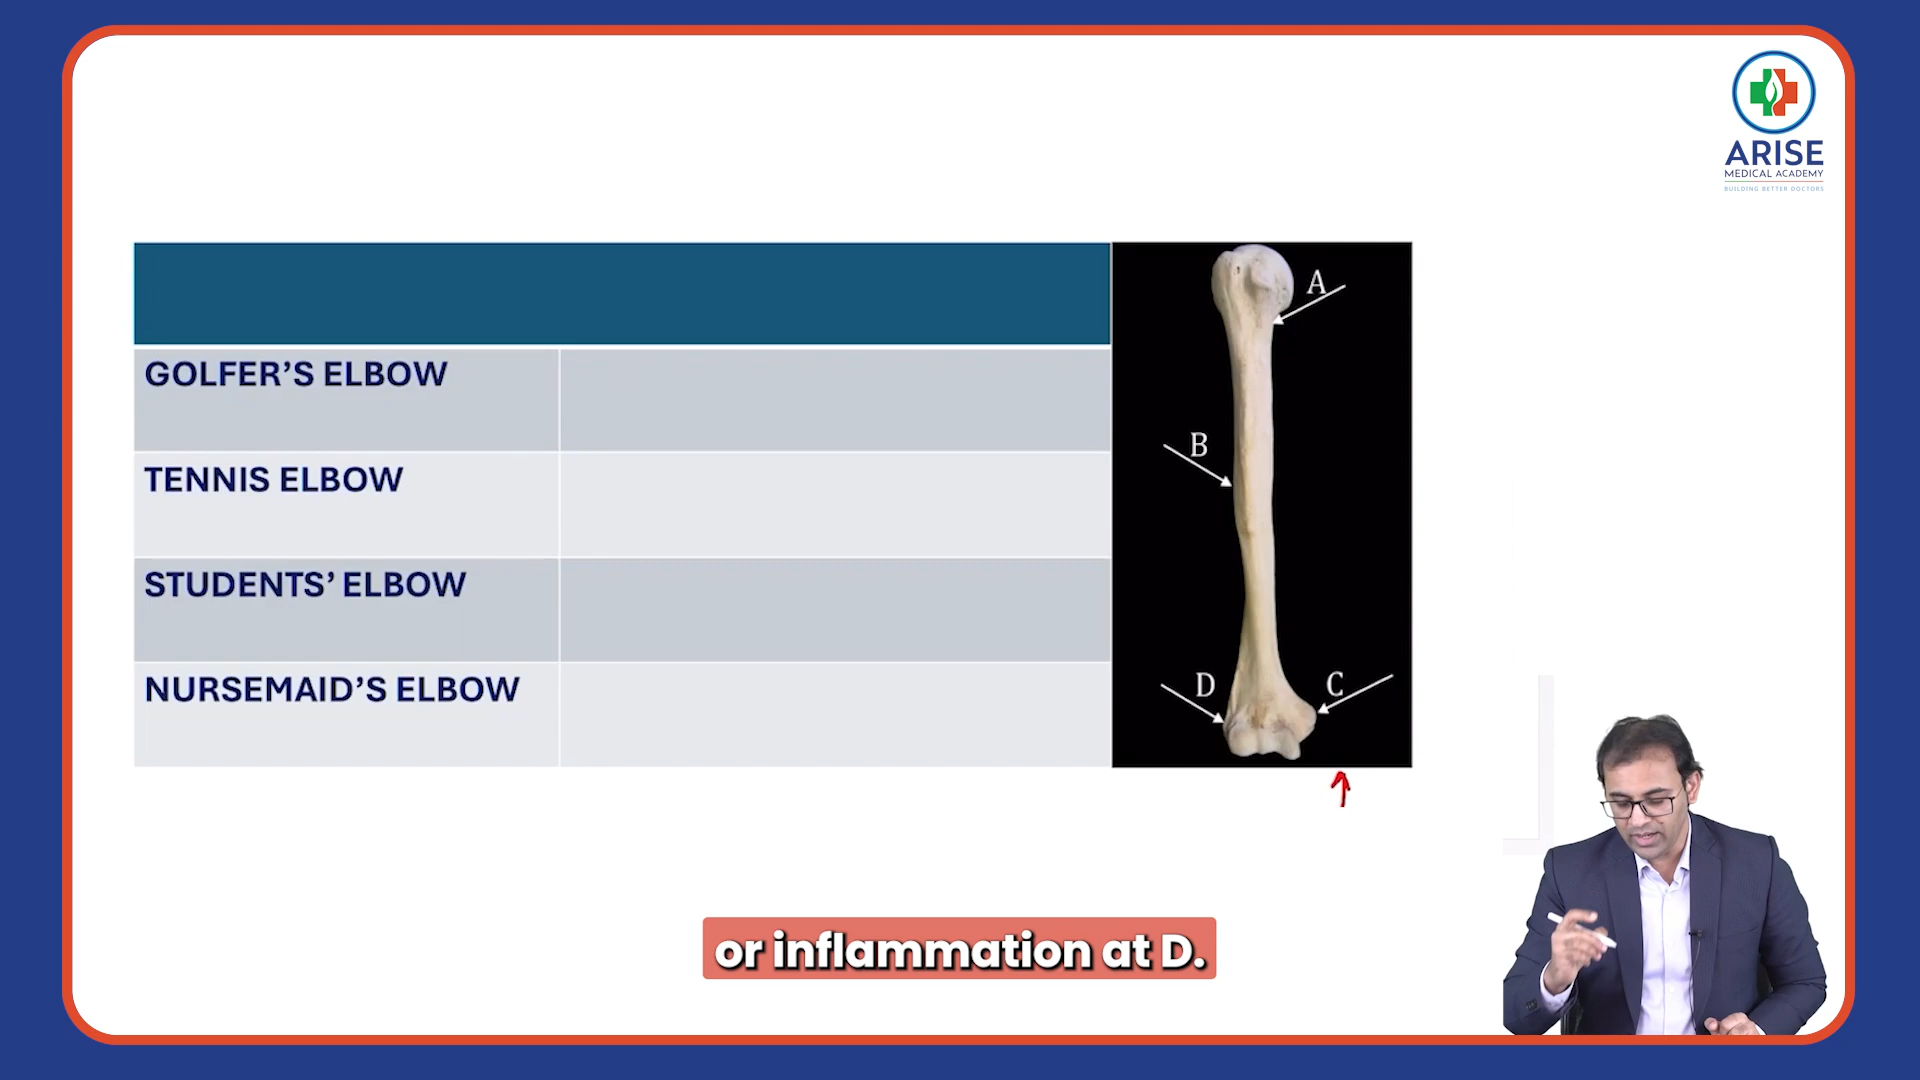 ARISE
MEDICAL ACADEMY
BUILDING BETTER DOCTORS
GOLFER'S ELBOW
TENNIS ELBOW
STUDENTS' ELBOW
NURSEMAID'S ELBOW
A
B
D
C
or inflammation at D.